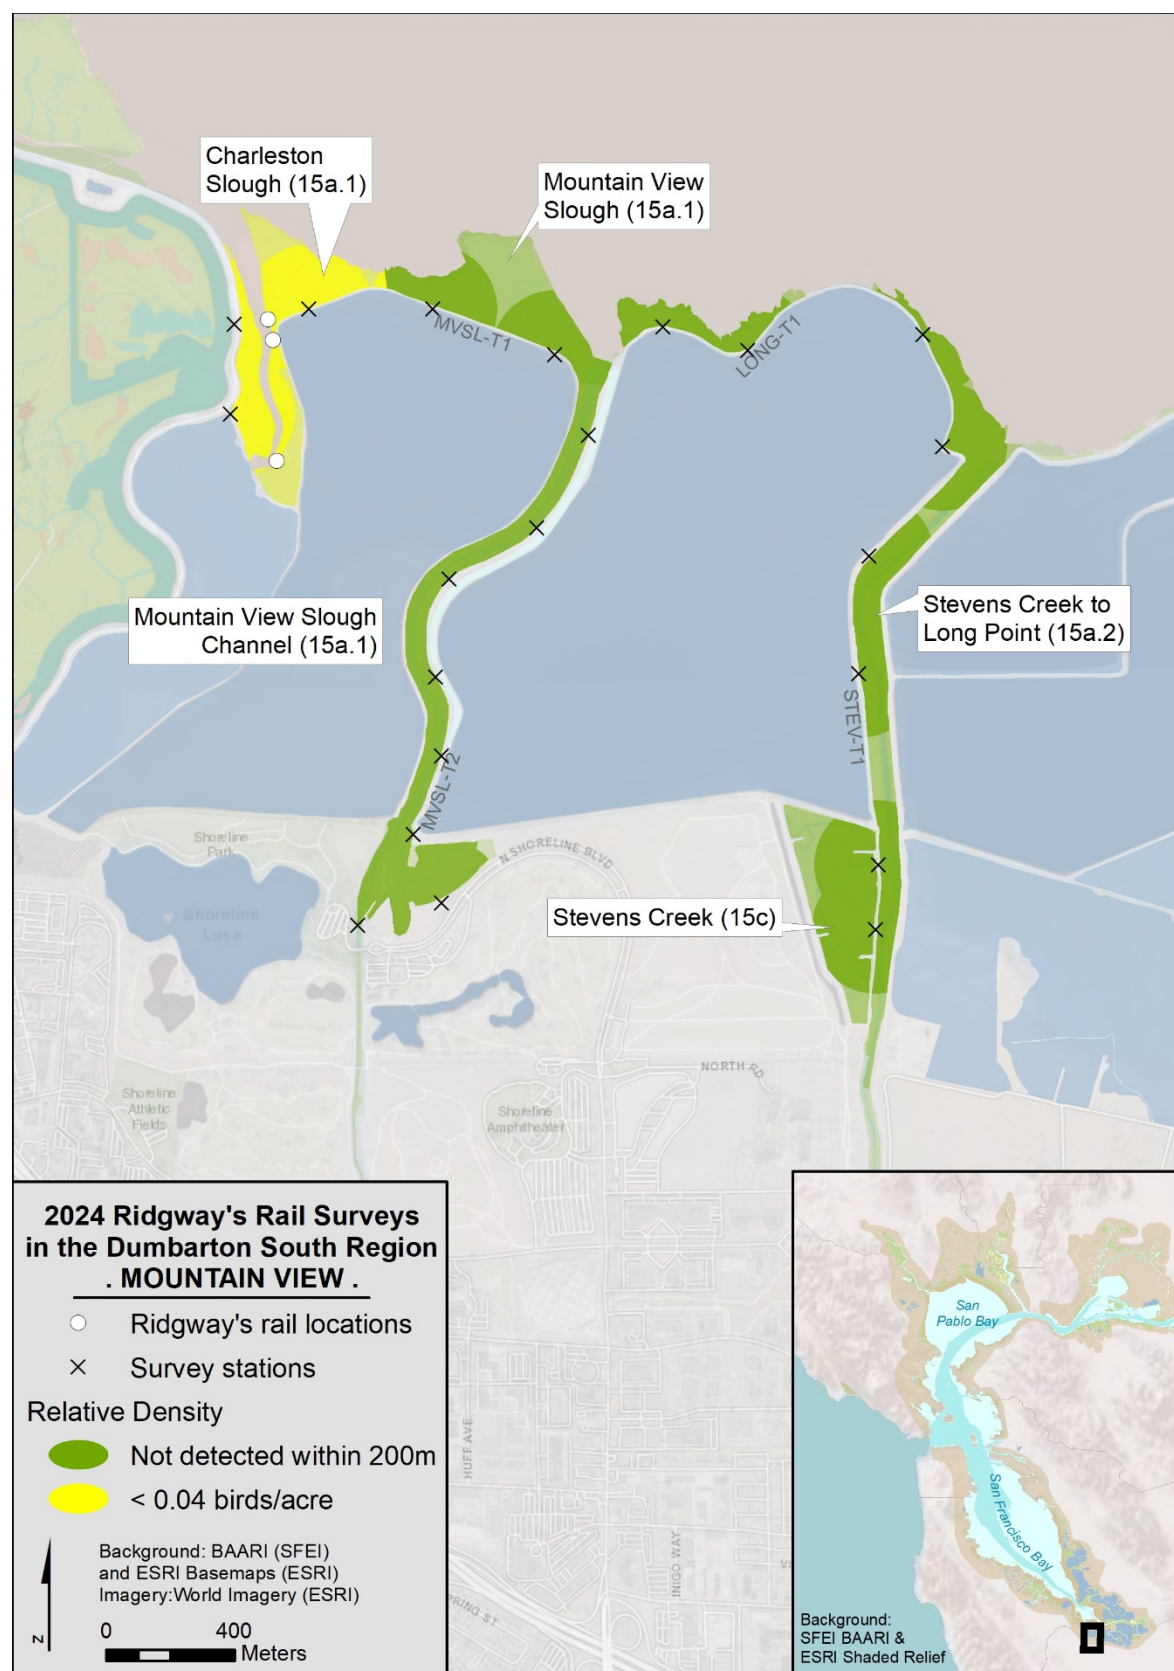 Charleston
Slough (15a.1)
Mountain View
Slough (15a.1)
MVSL-T1
LONG-T1
Mountain View Slough
Channel (15a.1)
Stevens Creek to
Long Point (15a.2)
STEV-T1
MVSL-T2
Shoreline
Park
N SHORELINE BLVD
Shoreline
Lake
Stevens Creek (15c)
NORTH RD
Shoreline
Athletic
Fields
Shoreline
Amphitheater
2024 Ridgway's Rail Surveys
in the Dumbarton South Region
. MOUNTAIN VIEW .
Ridgway's rail locations
Survey stations
Relative Density
Not detected within 200m
< 0.04 birds/acre
Background: BAARI (SFEI)
and ESRI Basemaps (ESRI)
Imagery:World Imagery (ESRI)
N
0 400
Meters
HUFF AVE
INIGO WAY
San
Pablo Bay
San Francisco Bay
Background:
SFEI BAARI &
ESRI Shaded Relief